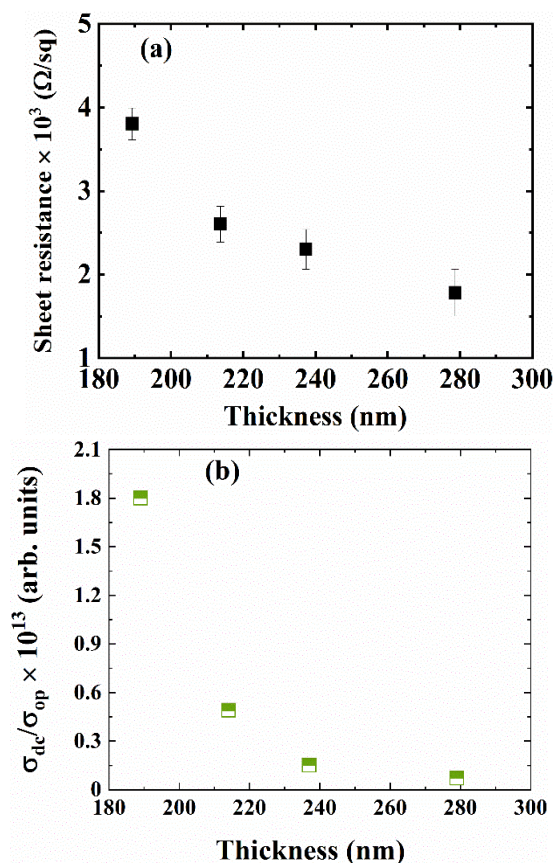 (a)
Sheet resistance × 10³ (Ω/sq)
5
4
3
2
1
180 200 220 240 260 280 300
Thickness (nm)
(b)
σdc/σop × 10¹³ (arb. units)
2.1
1.8
1.5
1.2
0.9
0.6
0.3
0
180 200 220 240 260 280 300
Thickness (nm)